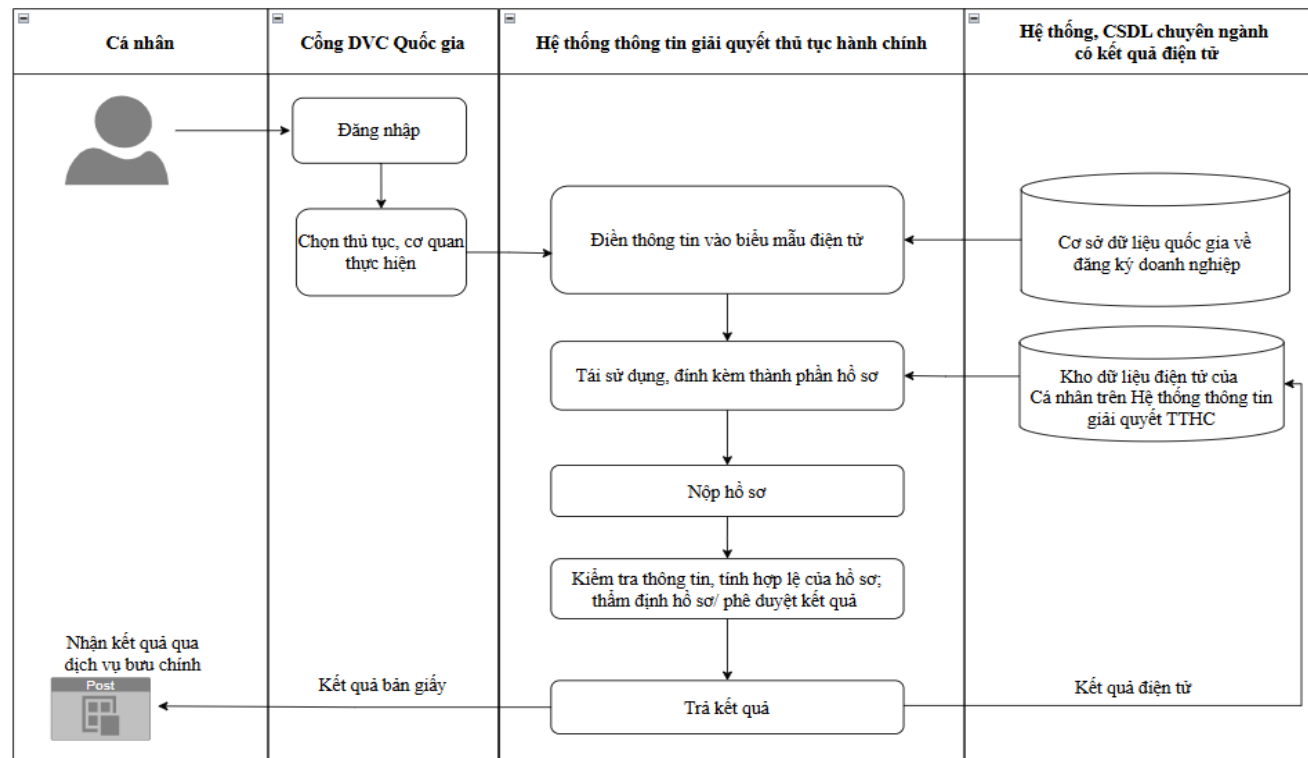 Cá nhân
Cổng DVC Quốc gia
Hệ thống thông tin giải quyết thủ tục hành chính
Hệ thống, CSDL chuyên ngành
có kết quả điện tử
Đăng nhập
Chọn thủ tục, cơ quan
thực hiện
Điền thông tin vào biểu mẫu điện tử
Cơ sở dữ liệu quốc gia về
đăng ký doanh nghiệp
Tái sử dụng, đính kèm thành phần hồ sơ
Kho dữ liệu điện tử của
Cá nhân trên Hệ thống thông tin
giải quyết TTHC
Nộp hồ sơ
Kiểm tra thông tin, tính hợp lệ của hồ sơ;
thẩm định hồ sơ/ phê duyệt kết quả
Nhận kết quả qua
dịch vụ bưu chính
Post
Kết quả bản giấy
Trả kết quả
Kết quả điện tử